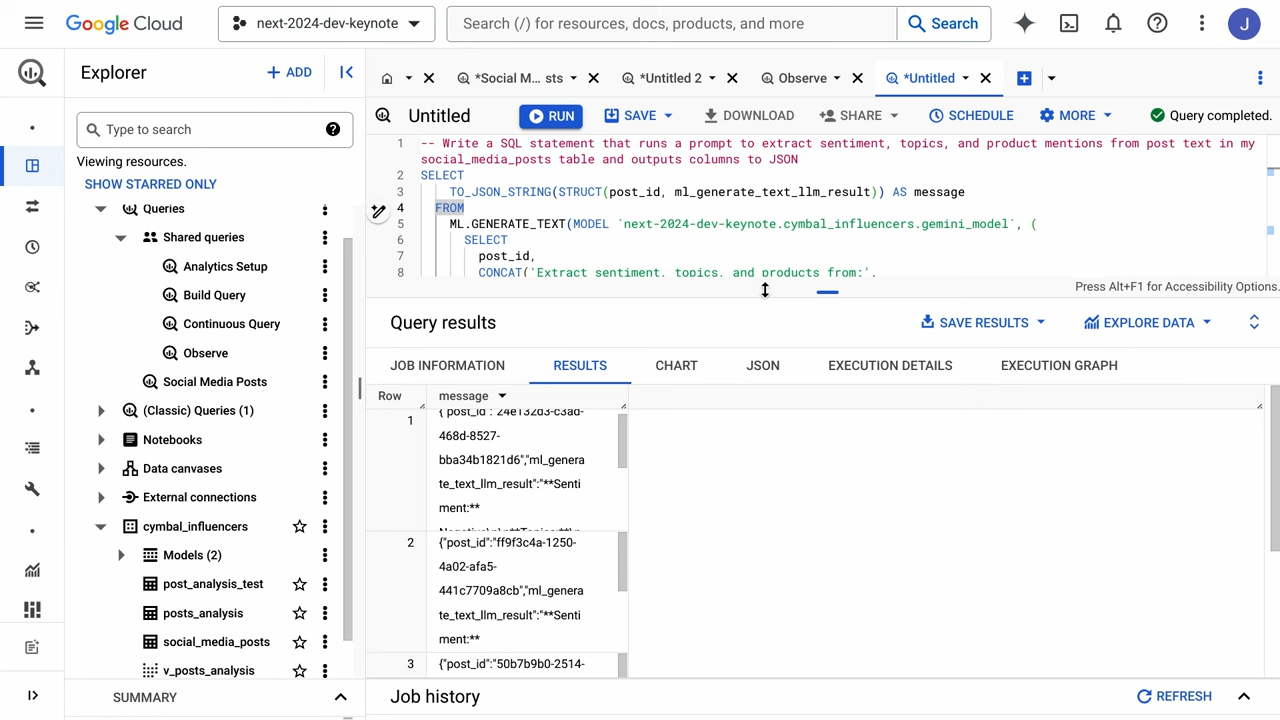 Google Cloud
next-2024-dev-keynote
Search (/) for resources, docs, products, and more
Search
J
Explorer
+ ADD
Type to search
Viewing resources.
SHOW STARRED ONLY
Queries
Shared queries
Analytics Setup
Build Query
Continuous Query
Observe
Social Media Posts
(Classic) Queries (1)
Notebooks
Data canvases
External connections
cymbal_influencers
Models (2)
post_analysis_test
posts_analysis
social_media_posts
v_posts_analysis
SUMMARY
*Social M... sts
*Untitled 2
Observe
*Untitled
Untitled
RUN
SAVE
DOWNLOAD
SHARE
SCHEDULE
MORE
Query completed.
1 -- Write a SQL statement that runs a prompt to extract sentiment, topics, and product mentions from post text in my
social_media_posts table and outputs columns to JSON
2 SELECT
3 TO_JSON_STRING(STRUCT(post_id, ml_generate_text_llm_result)) AS message
4 FROM
5 ML.GENERATE_TEXT(MODEL `next-2024-dev-keynote.cymbal_influencers.gemini_model`, (
6 SELECT
7 post_id,
8 CONCAT('Extract sentiment, topics, and products from:',
Press Alt+F1 for Accessibility Options.
Query results
SAVE RESULTS
EXPLORE DATA
JOB INFORMATION
RESULTS
CHART
JSON
EXECUTION DETAILS
EXECUTION GRAPH
Row
message
1
{"post_id":"24e132d3-c3ad-
468d-8527-
bba34b1821d6","ml_genera
te_text_llm_result":"**Senti
ment:**
2
{"post_id":"ff9f3c4a-1250-
4a02-afa5-
441c7709a8cb","ml_genera
te_text_llm_result":"**Senti
ment:**
3
{"post_id":"50b7b9b0-2514-
Job history
REFRESH